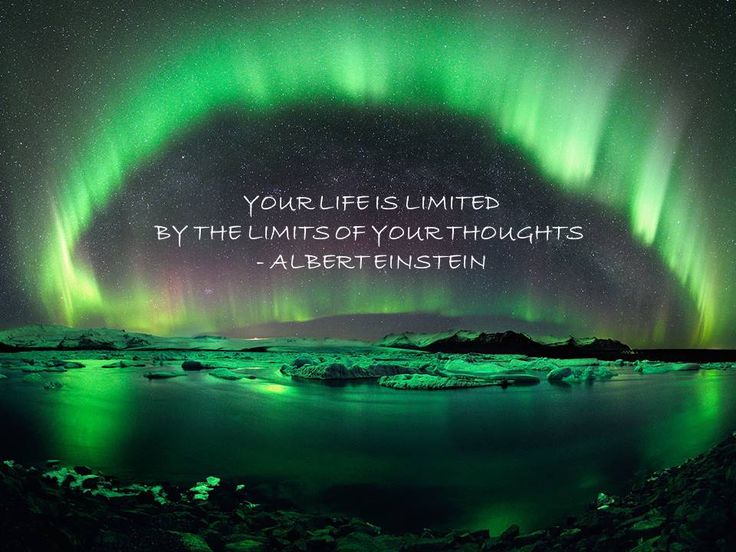 YOUR LIFE IS LIMITED
BY THE LIMITS OF YOUR THOUGHTS
- ALBERT EINSTEIN